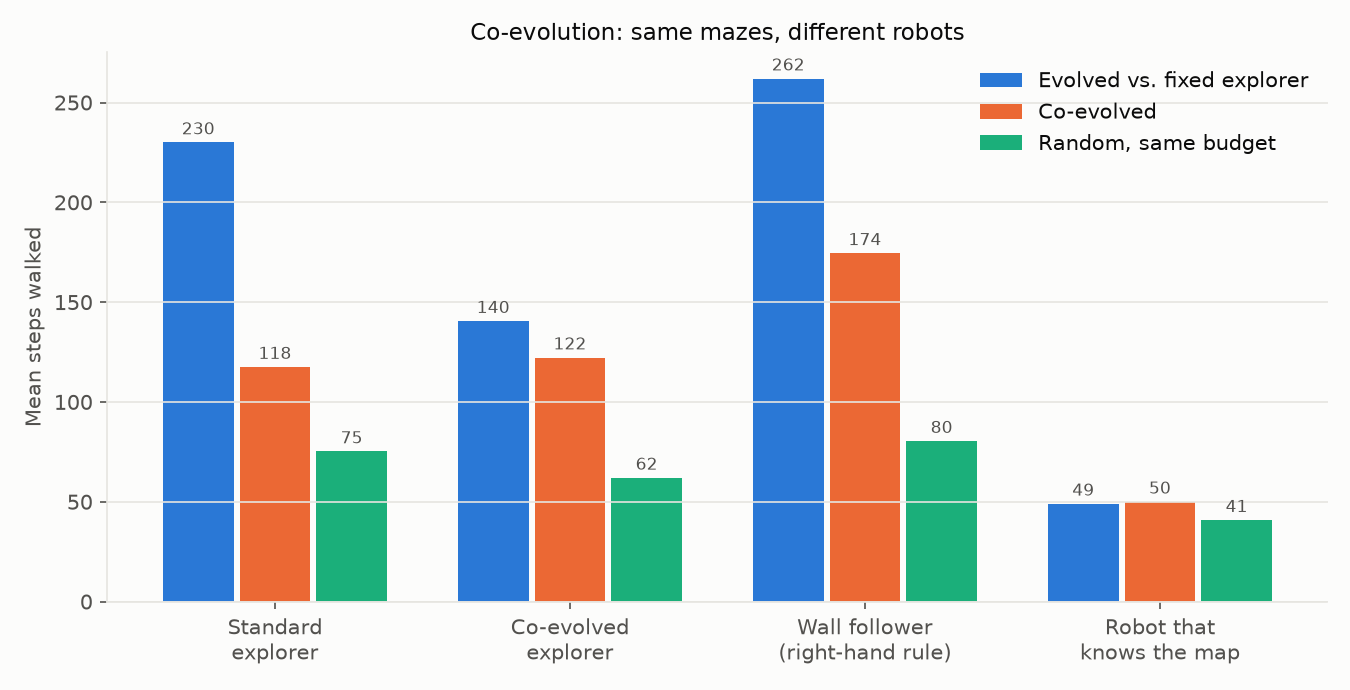 Co-evolution: same mazes, different robots
Evolved vs. fixed explorer
Co-evolved
Random, same budget
Mean steps walked
250
200
150
100
50
0
230
118
75
140
122
62
262
174
80
49
50
41
Standard
explorer
Co-evolved
explorer
Wall follower
(right-hand rule)
Robot that
knows the map